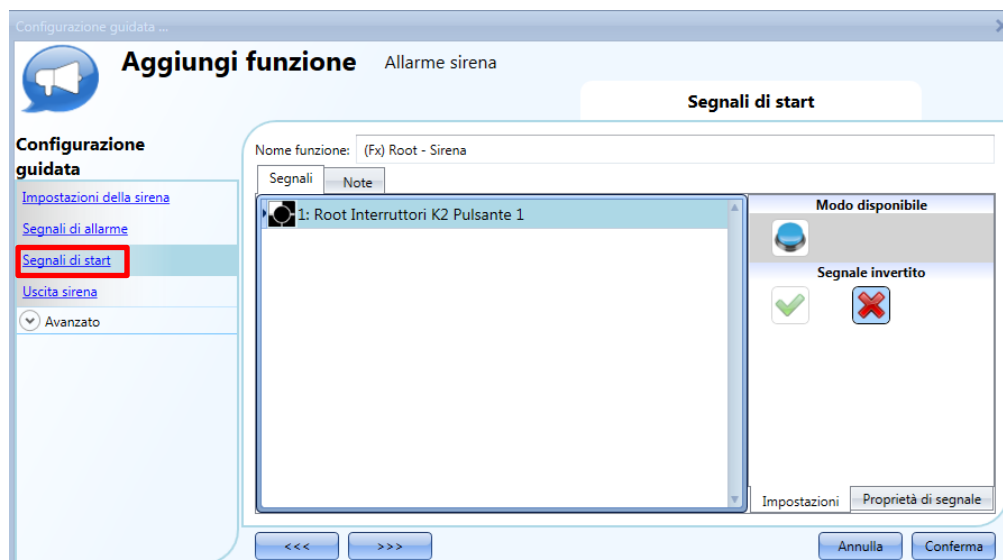 Configurazione guidata ...
Aggiungi funzione Allarme sirena
Segnali di start
Configurazione
guidata
Impostazioni della sirena
Segnali di allarme
Segnali di start
Uscita sirena
Avanzato
Nome funzione: (Fx) Root - Sirena
Segnali Note
1: Root Interruttori K2 Pulsante 1
Modo disponibile
Segnale invertito
Impostazioni Proprietà di segnale
<<< >>> Annulla Conferma